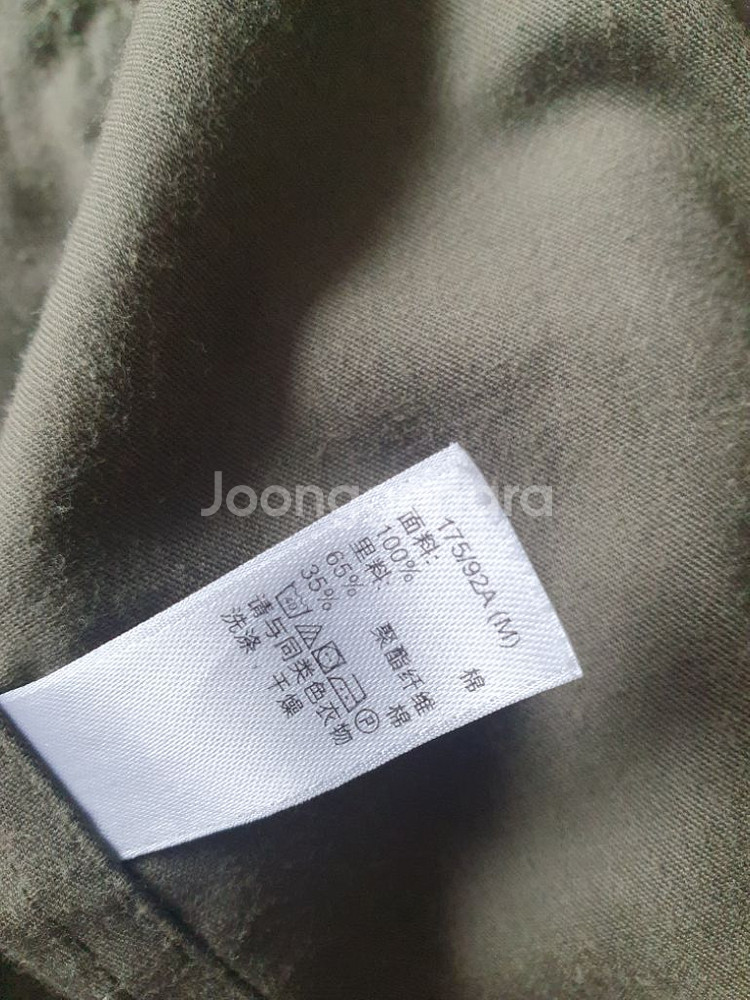 Joongna
175/92A (M)
面料:
100% 棉
里料:
65% 聚酯纤维
35% 棉
请与同类色衣物
洗涤，干燥